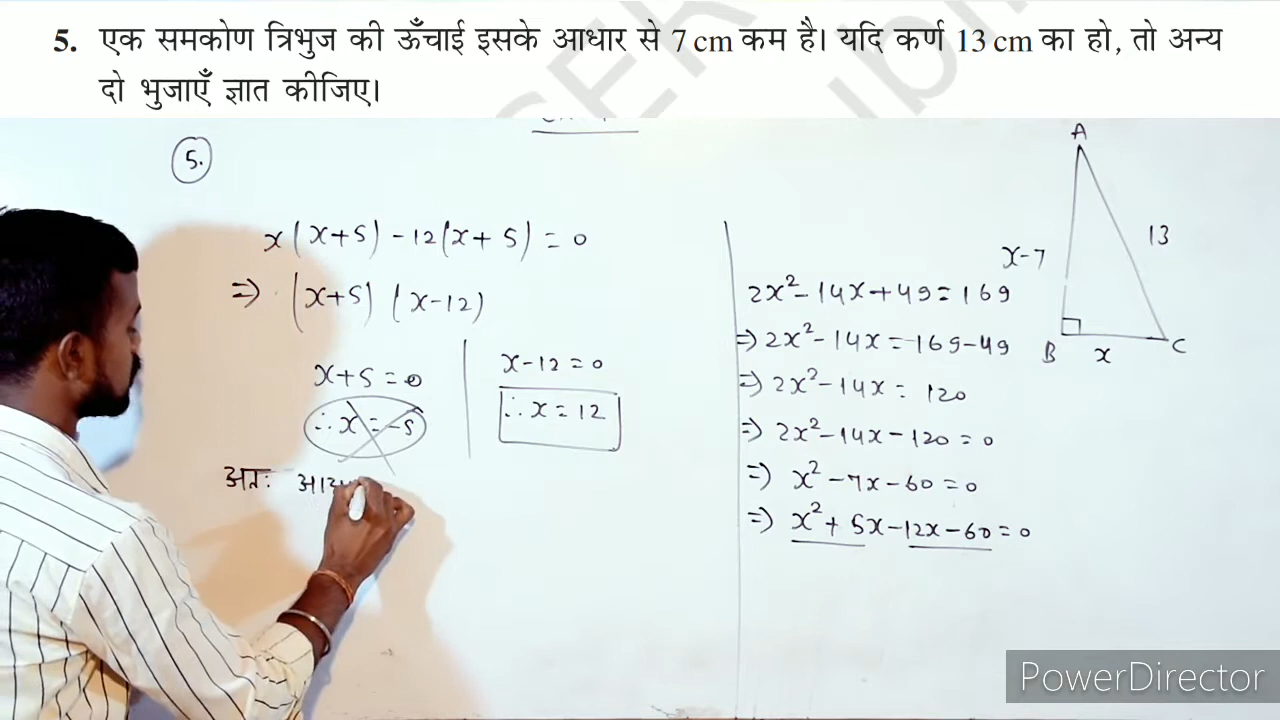 5. एक समकोण त्रिभुज की ऊँचाई इसके आधार से 7 cm कम है। यदि कर्ण 13 cm का हो, तो अन्य
दो भुजाएँ ज्ञात कीजिए।
5.
x(x+5) - 12(x+5) = 0
=> (x+5) (x-12)
x+5 = 0
∴ x = -5
x-12 = 0
∴ x = 12
अतः
2x²-14x+49 = 169
=> 2x²-14x = 169-49
=> 2x²-14x = 120
=> 2x²-14x-120 = 0
=> x²-7x-60 = 0
=> x²+5x-12x-60 = 0
A
13
x-7
B
x
C
PowerDirector